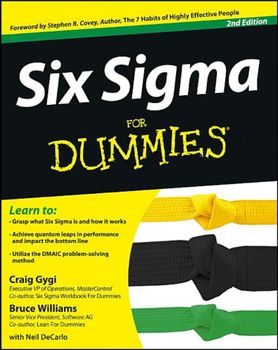 Foreword by Stephen R. Covey, Author, The 7 Habits of Highly Effective People
2nd Edition
Six Sigma
FOR
DUMMIES®
Learn to:
• Grasp what Six Sigma is and how it works
• Achieve quantum leaps in performance
and impact the bottom line
• Utilize the DMAIC problem-solving
method
Craig Gygi
Executive VP of Operations, MasterControl
Co-author, Six Sigma Workbook For Dummies
Bruce Williams
Senior Vice President, Software AG
Co-author, Lean For Dummies
with Neil DeCarlo